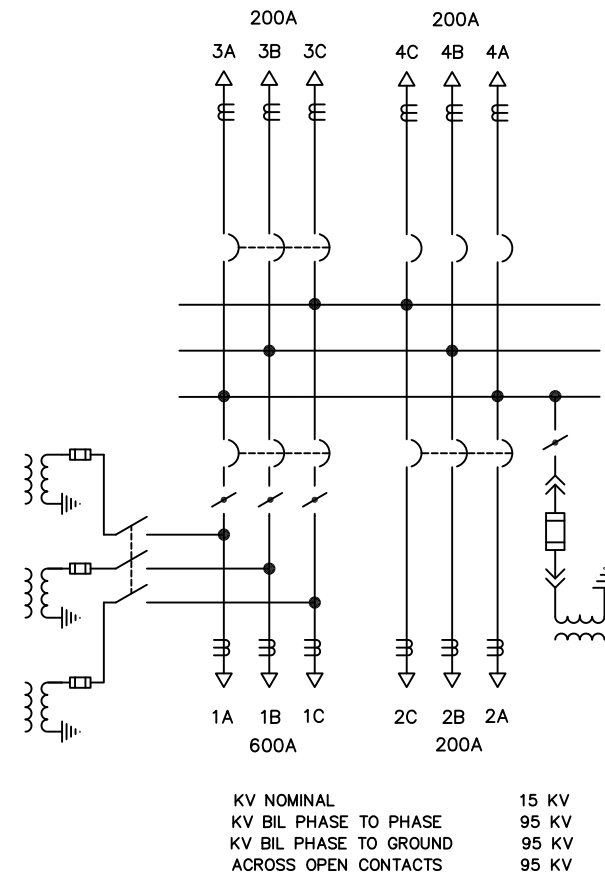 200A 200A
3A 3B 3C 4C 4B 4A
1A 1B 1C 2C 2B 2A
600A 200A
KV NOMINAL 15 KV
KV BIL PHASE TO PHASE 95 KV
KV BIL PHASE TO GROUND 95 KV
ACROSS OPEN CONTACTS 95 KV